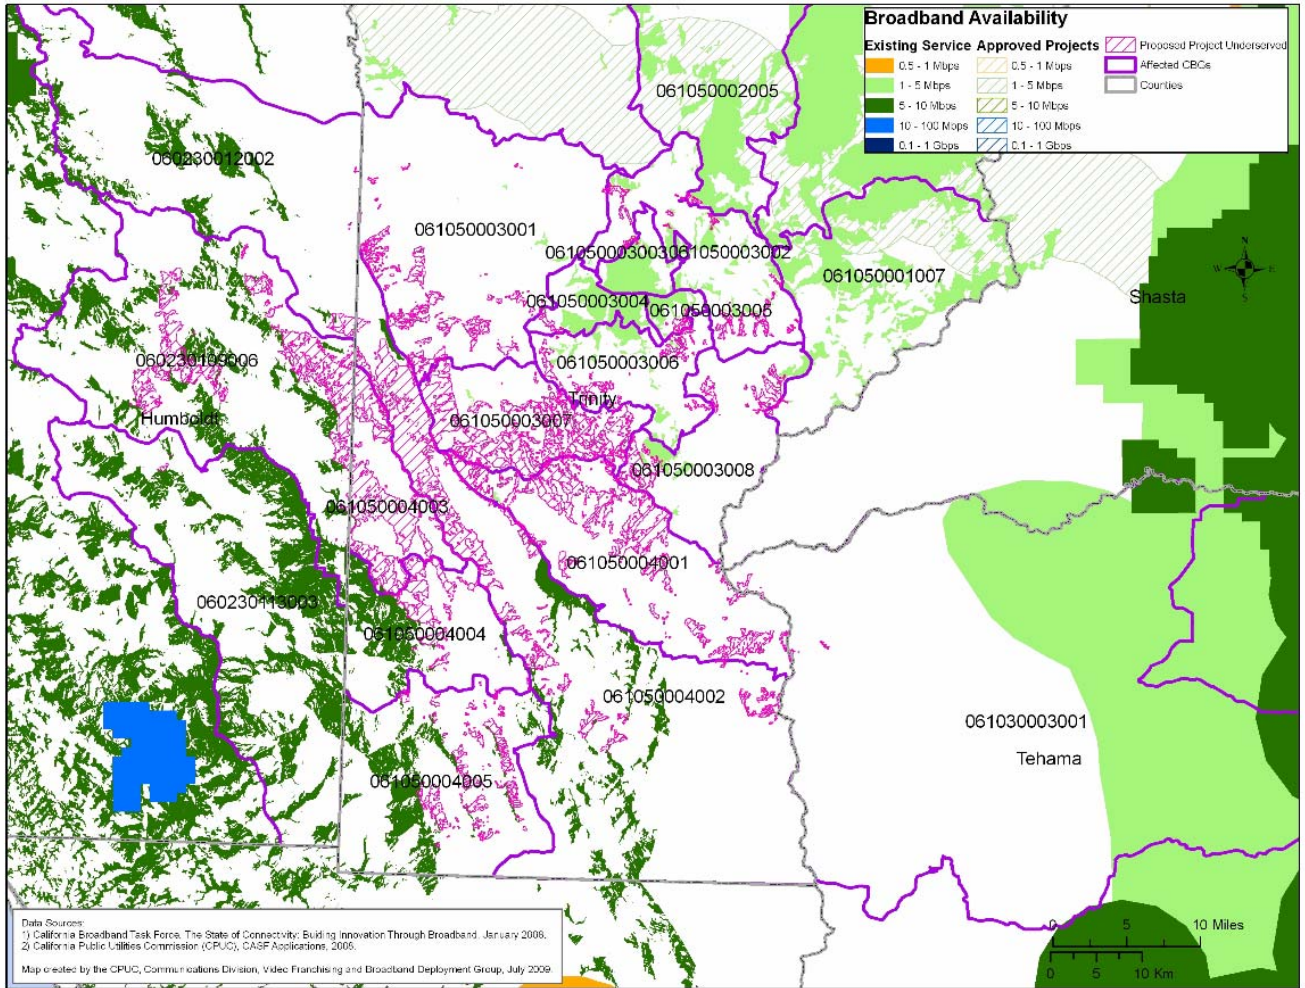 Broadband Availability
Existing Service Approved Projects
Proposed Project Underserved
0.5 - 1 Mbps
0.5 - 1 Mbps
Affected CBGs
1 - 5 Mbps
1 - 5 Mbps
Counties
5 - 10 Mbps
5 - 10 Mbps
10 - 100 Mbps
10 - 100 Mbps
0.1 - 1 Gbps
0.1 - 1 Gbps
061050002005
060230012002
061050003001
061050003003
061050003002
N
W E
S
061050001007
Shasta
061050003004
061050003005
060230109006
061050003006
Trinity
Humboldt
061050003007
061050003008
061050004003
061050004001
060230113003
061050004004
061050004002
061030003001
Tehama
061050004005
0 5 10 Miles
0 5 10 Km
Data Sources:
1) California Broadband Task Force. The State of Connectivity: Buiding Innovation Through Broadband. January 2008.
2) California Public Utilities Commission (CPUC), CASF Applications, 2008.
Map created by the CPUC, Communications Division, Video Franchising and Broadband Deployment Group, July 2009.